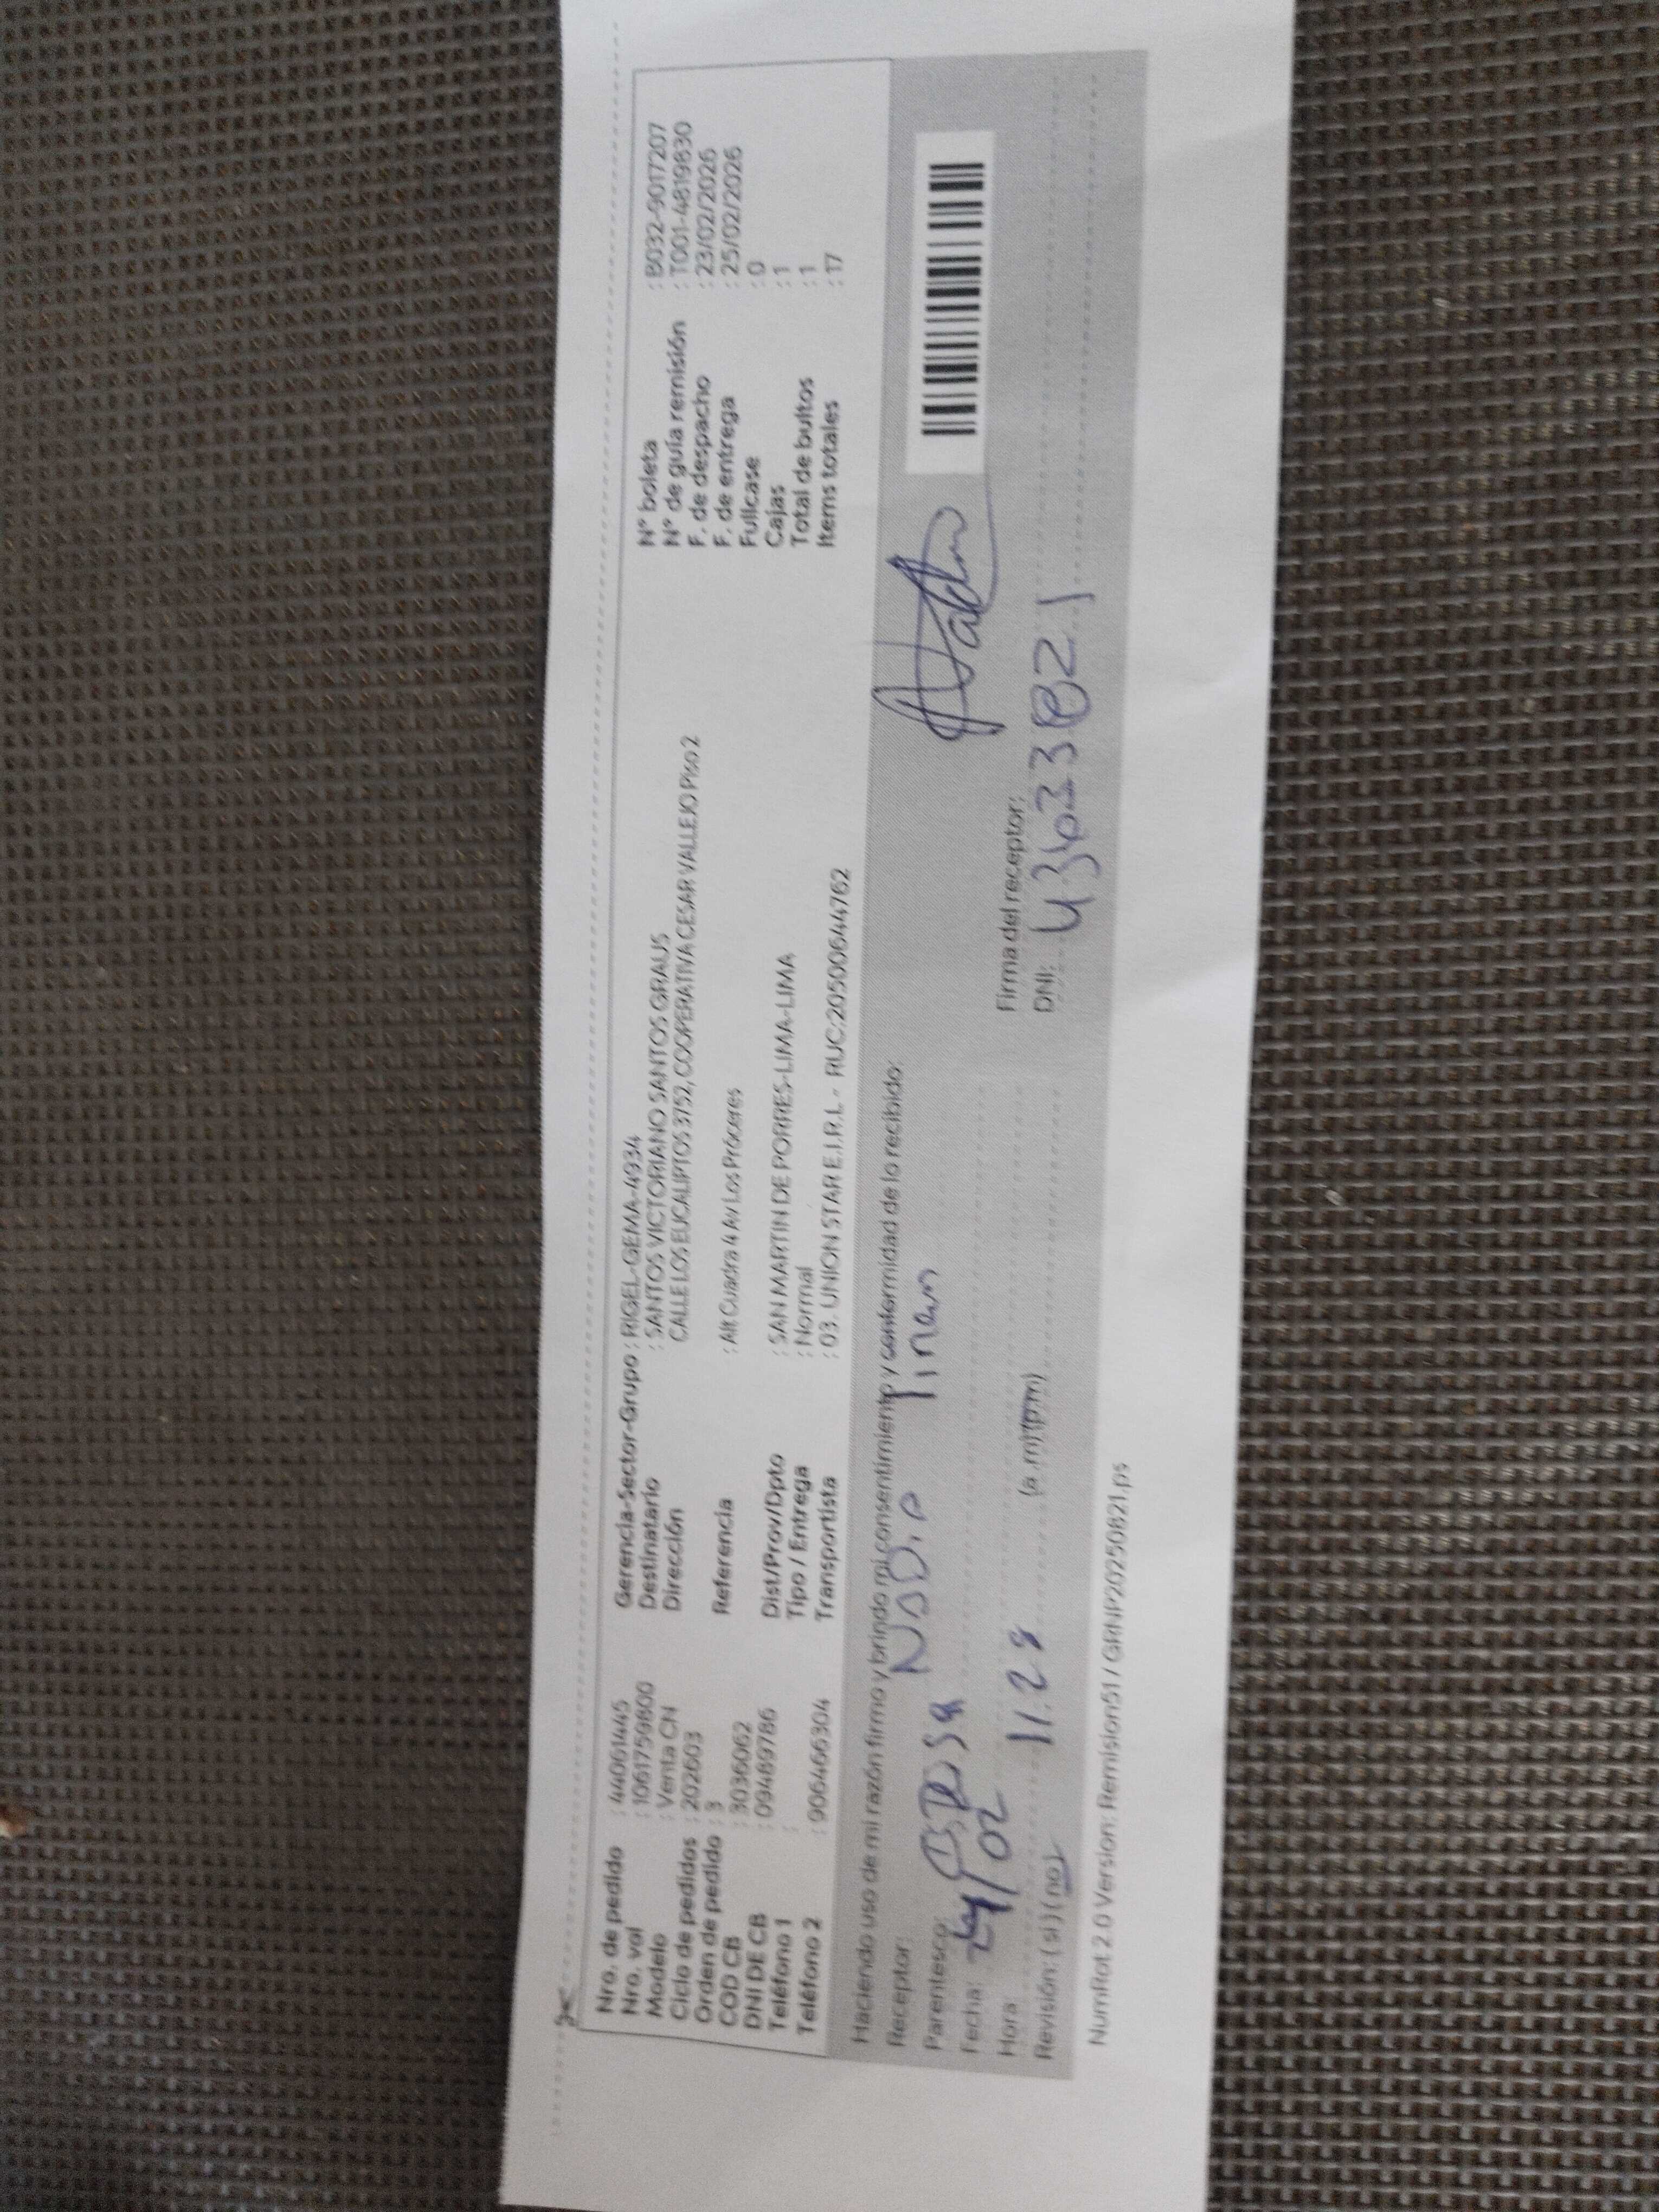 Nro. de pedido : 44061445
Nro. vol : 1061759800
Modelo : Venta CN
Ciclo de pedidos : 202603
Orden de pedido : 3
COD CB : 3036062
DNI DE CB : 09489786
Teléfono 1 :
Teléfono 2 : 906466304
Gerencia-Sector-Grupo : RIGEL-GEMA-4934
Destinatario : SANTOS VICTORIANO SANTOS GRAUS
Dirección CALLE LOS EUCALIPTOS 3752, COOPERATIVA CESAR VALLEJO Piso 2
Referencia : Alt Cuadra 4 Av Los Próceres
Dist/Prov/Dpto : SAN MARTIN DE PORRES-LIMA-LIMA
Tipo / Entrega : Normal
Transportista : 03. UNION STAR E.I.R.L. - RUC:20500644762
N° boleta : B032-9017207
N° de guía remisión : T001-4819830
F. de despacho : 23/02/2026
F. de entrega : 25/02/2026
Fullcase : 0
Cajas : 1
Total de bultos : 1
Items totales : 17
Haciendo uso de mi razón firmo y brindo mi consentimiento y conformidad de lo recibido:
Receptor:
Parentesco:
Fecha: 24/02
Hora: 11.28 (a.m)(p.m)
Revisión: (si) (no)
Firma del receptor:
DNI: 43633821
NumRot 2.0 Version: Remision51 / GRNP20250821.ps